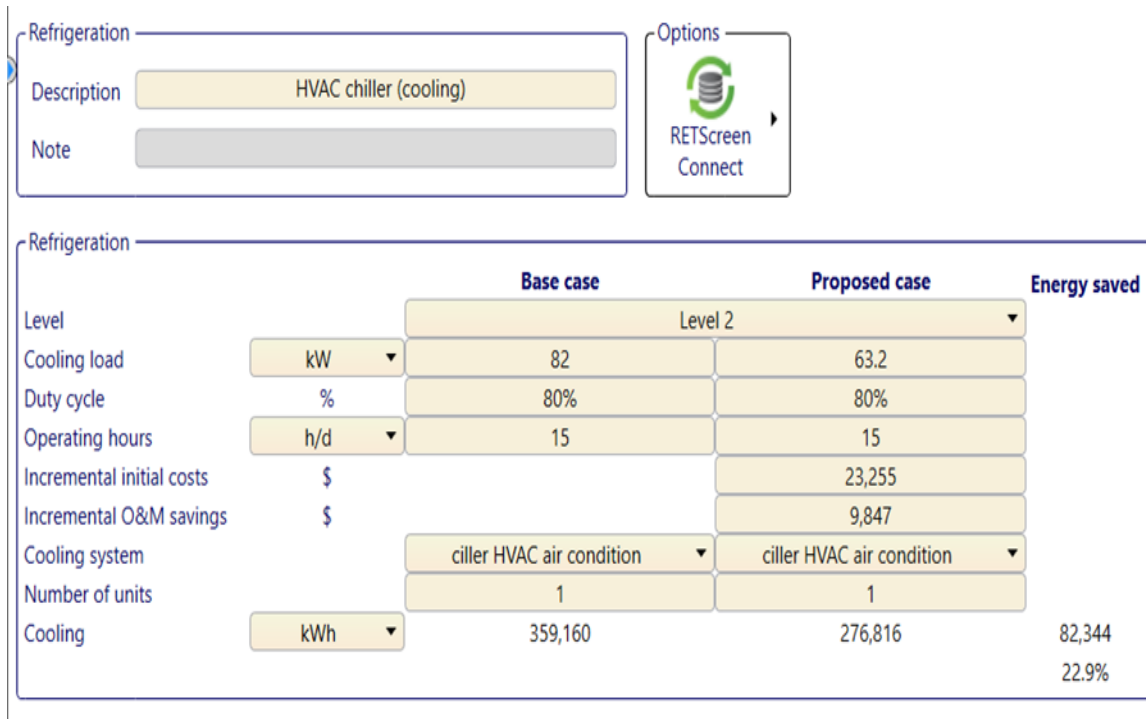 Refrigeration
Description HVAC chiller (cooling)
Note
Options
RETScreen
Connect
Refrigeration
Base case Proposed case Energy saved
Level Level 2
Cooling load kW 82 63.2
Duty cycle % 80% 80%
Operating hours h/d 15 15
Incremental initial costs $ 23,255
Incremental O&M savings $ 9,847
Cooling system ciller HVAC air condition ciller HVAC air condition
Number of units 1 1
Cooling kWh 359,160 276,816 82,344
22.9%